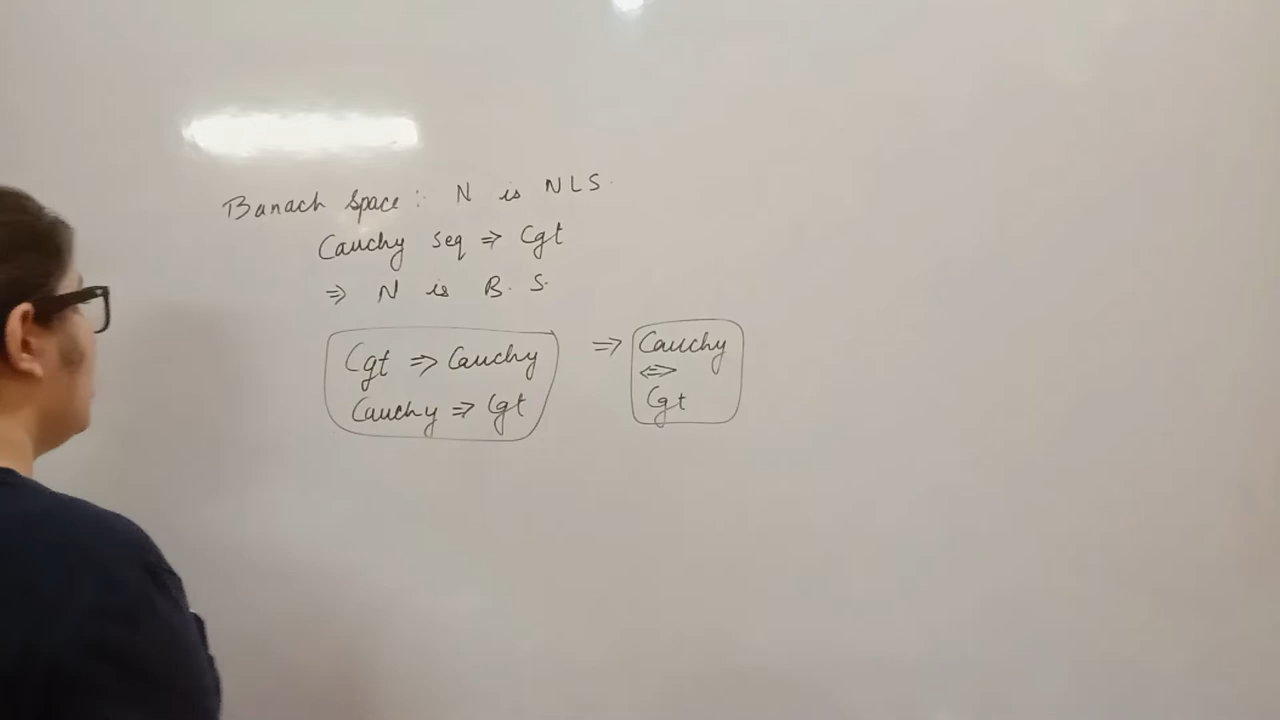 Banach Space : N is NLS.
Cauchy seq ⇒ Cgt
⇒ N is B. S.
Cgt ⇒ Cauchy
Cauchy ⇒ Cgt
⇒ Cauchy
⇔
Cgt